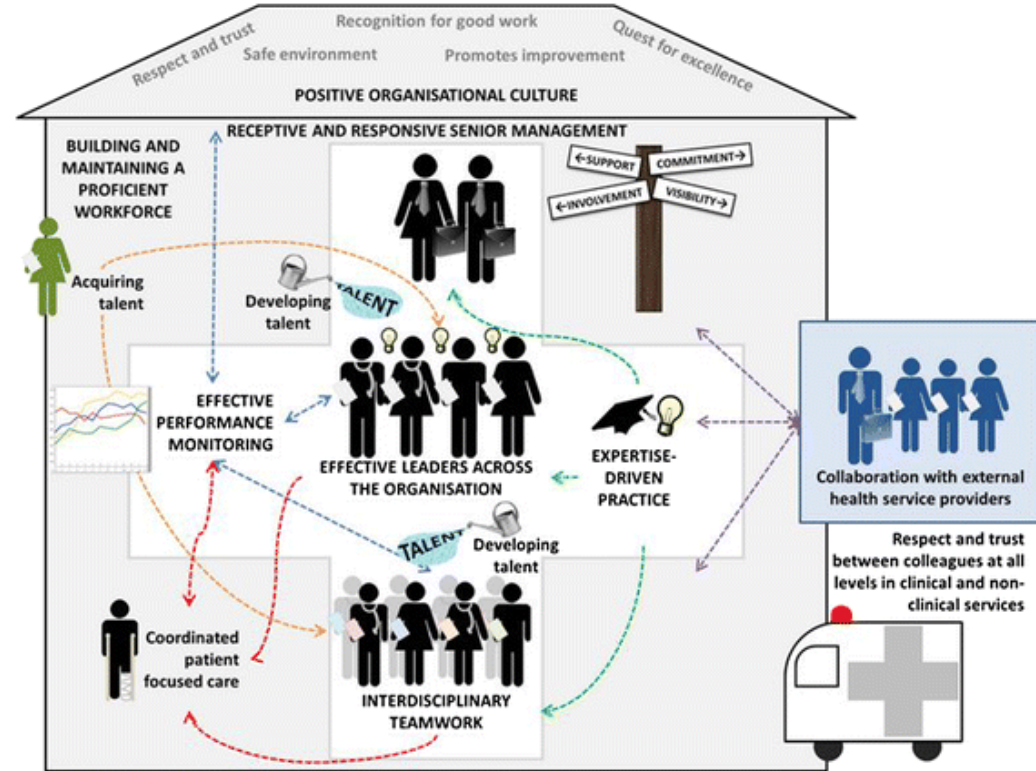 Recognition for good work
Respect and trust
Quest for excellence
Safe environment
Promotes improvement
POSITIVE ORGANISATIONAL CULTURE
RECEPTIVE AND RESPONSIVE SENIOR MANAGEMENT
BUILDING AND
MAINTAINING A
PROFICIENT
WORKFORCE
←SUPPORT
COMMITMENT→
←INVOLVEMENT
VISIBILITY→
Acquiring
talent
Developing
talent
TALENT
EFFECTIVE
PERFORMANCE
MONITORING
EFFECTIVE LEADERS ACROSS
THE ORGANISATION
EXPERTISE-
DRIVEN
PRACTICE
Collaboration with external
health service providers
TALENT
Developing
talent
Respect and trust
between colleagues at all
levels in clinical and non-
clinical services
Coordinated
patient
focused care
INTERDISCIPLINARY
TEAMWORK